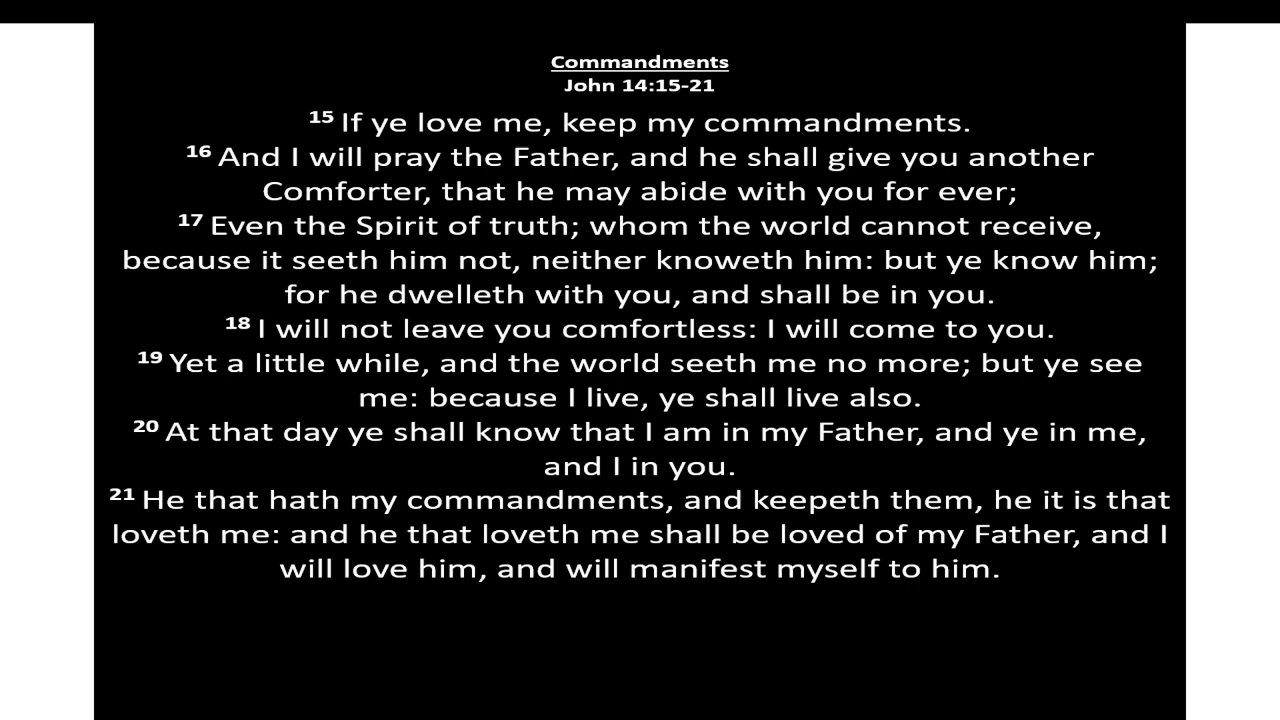 Commandments
John 14:15-21
15 If ye love me, keep my commandments.
16 And I will pray the Father, and he shall give you another
Comforter, that he may abide with you for ever;
17 Even the Spirit of truth; whom the world cannot receive,
because it seeth him not, neither knoweth him: but ye know him;
for he dwelleth with you, and shall be in you.
18 I will not leave you comfortless: I will come to you.
19 Yet a little while, and the world seeth me no more; but ye see
me: because I live, ye shall live also.
20 At that day ye shall know that I am in my Father, and ye in me,
and I in you.
21 He that hath my commandments, and keepeth them, he it is that
loveth me: and he that loveth me shall be loved of my Father, and I
will love him, and will manifest myself to him.